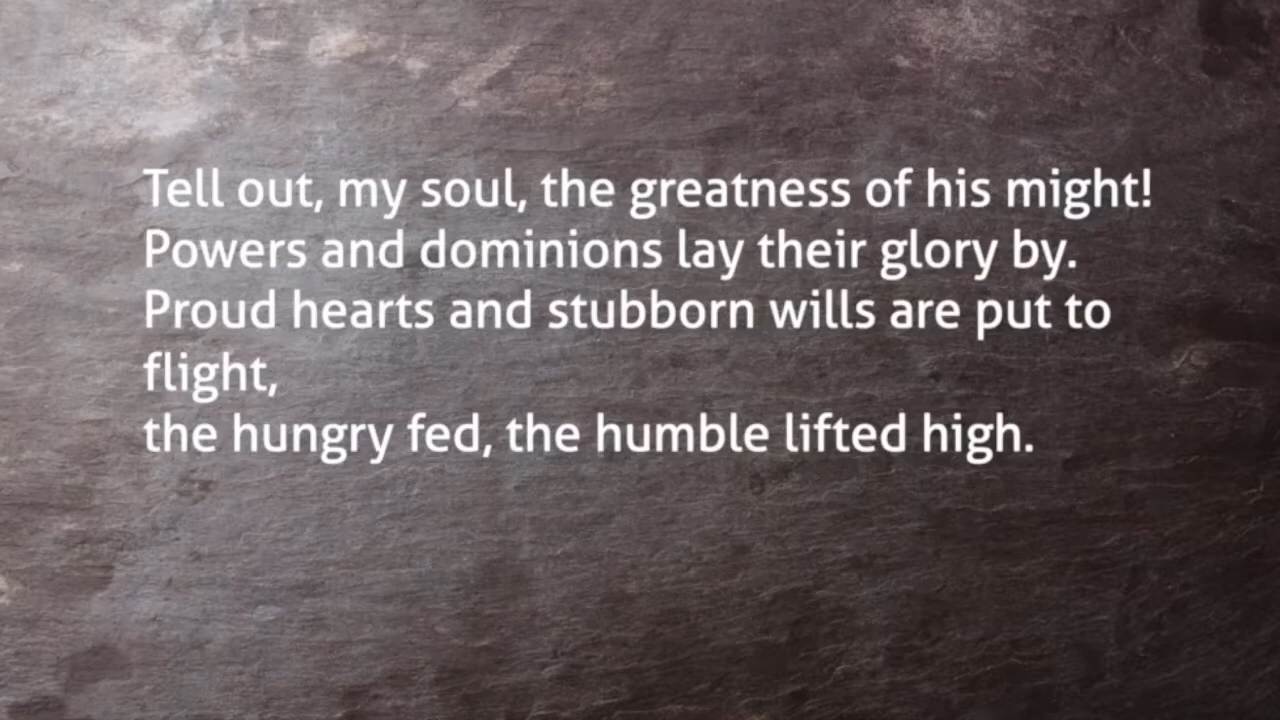 Tell out, my soul, the greatness of his might!
Powers and dominions lay their glory by.
Proud hearts and stubborn wills are put to
flight,
the hungry fed, the humble lifted high.